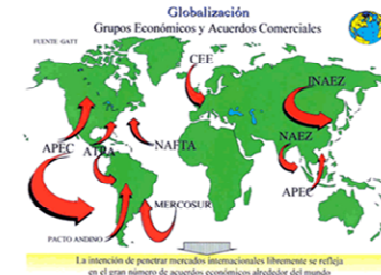 Globalización
Grupos Económicos y Acuerdos Comerciales
FUENTE -GATT
CEE
INAEZ
NAEZ
APEC
ATPA
NAFTA
APEC
MERCOSUR
PACTO ANDINO
La intención de penetrar mercados internacionales libremente se refleja
en el gran número de acuerdos económicos alrededor del mundo